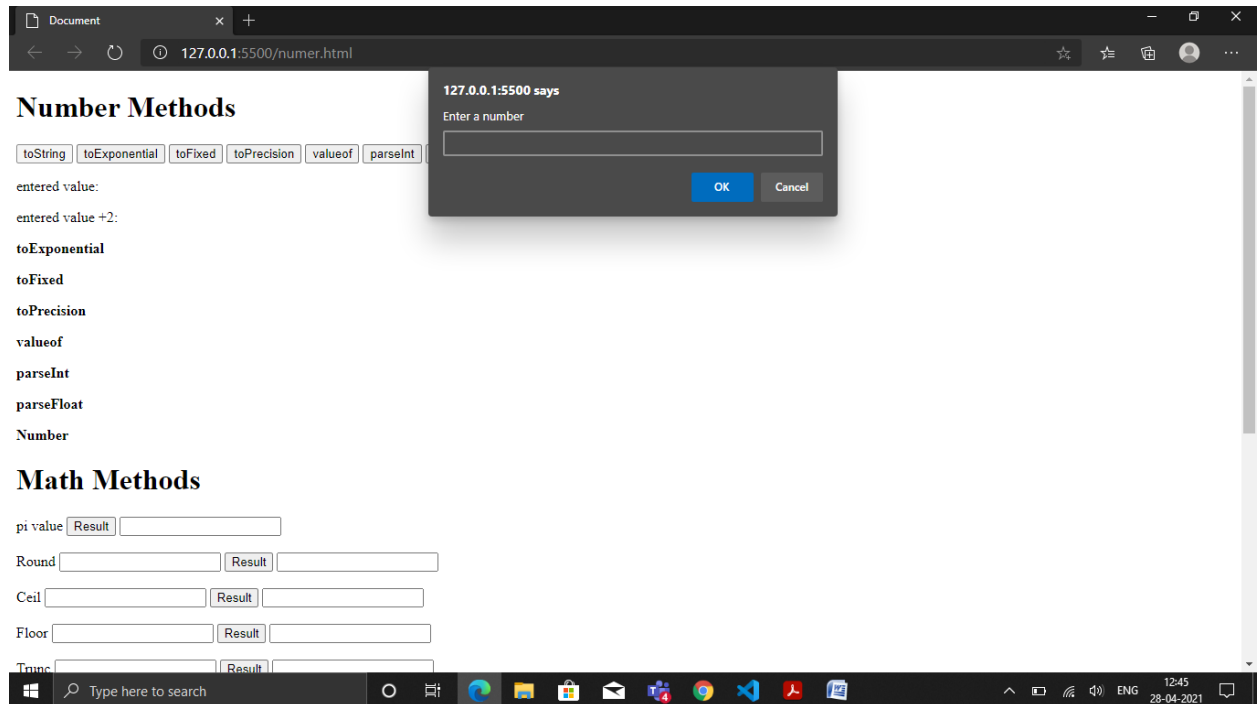 Document
127.0.0.1:5500/numer.html
127.0.0.1:5500 says
Enter a number
OK Cancel
Number Methods
toString toExponential toFixed toPrecision valueof parseInt
entered value:
entered value +2:
toExponential
toFixed
toPrecision
valueof
parseInt
parseFloat
Number
Math Methods
pi value Result
Round Result
Ceil Result
Floor Result
Trunc Result
Type here to search
4
ENG
12:45
28-04-2021